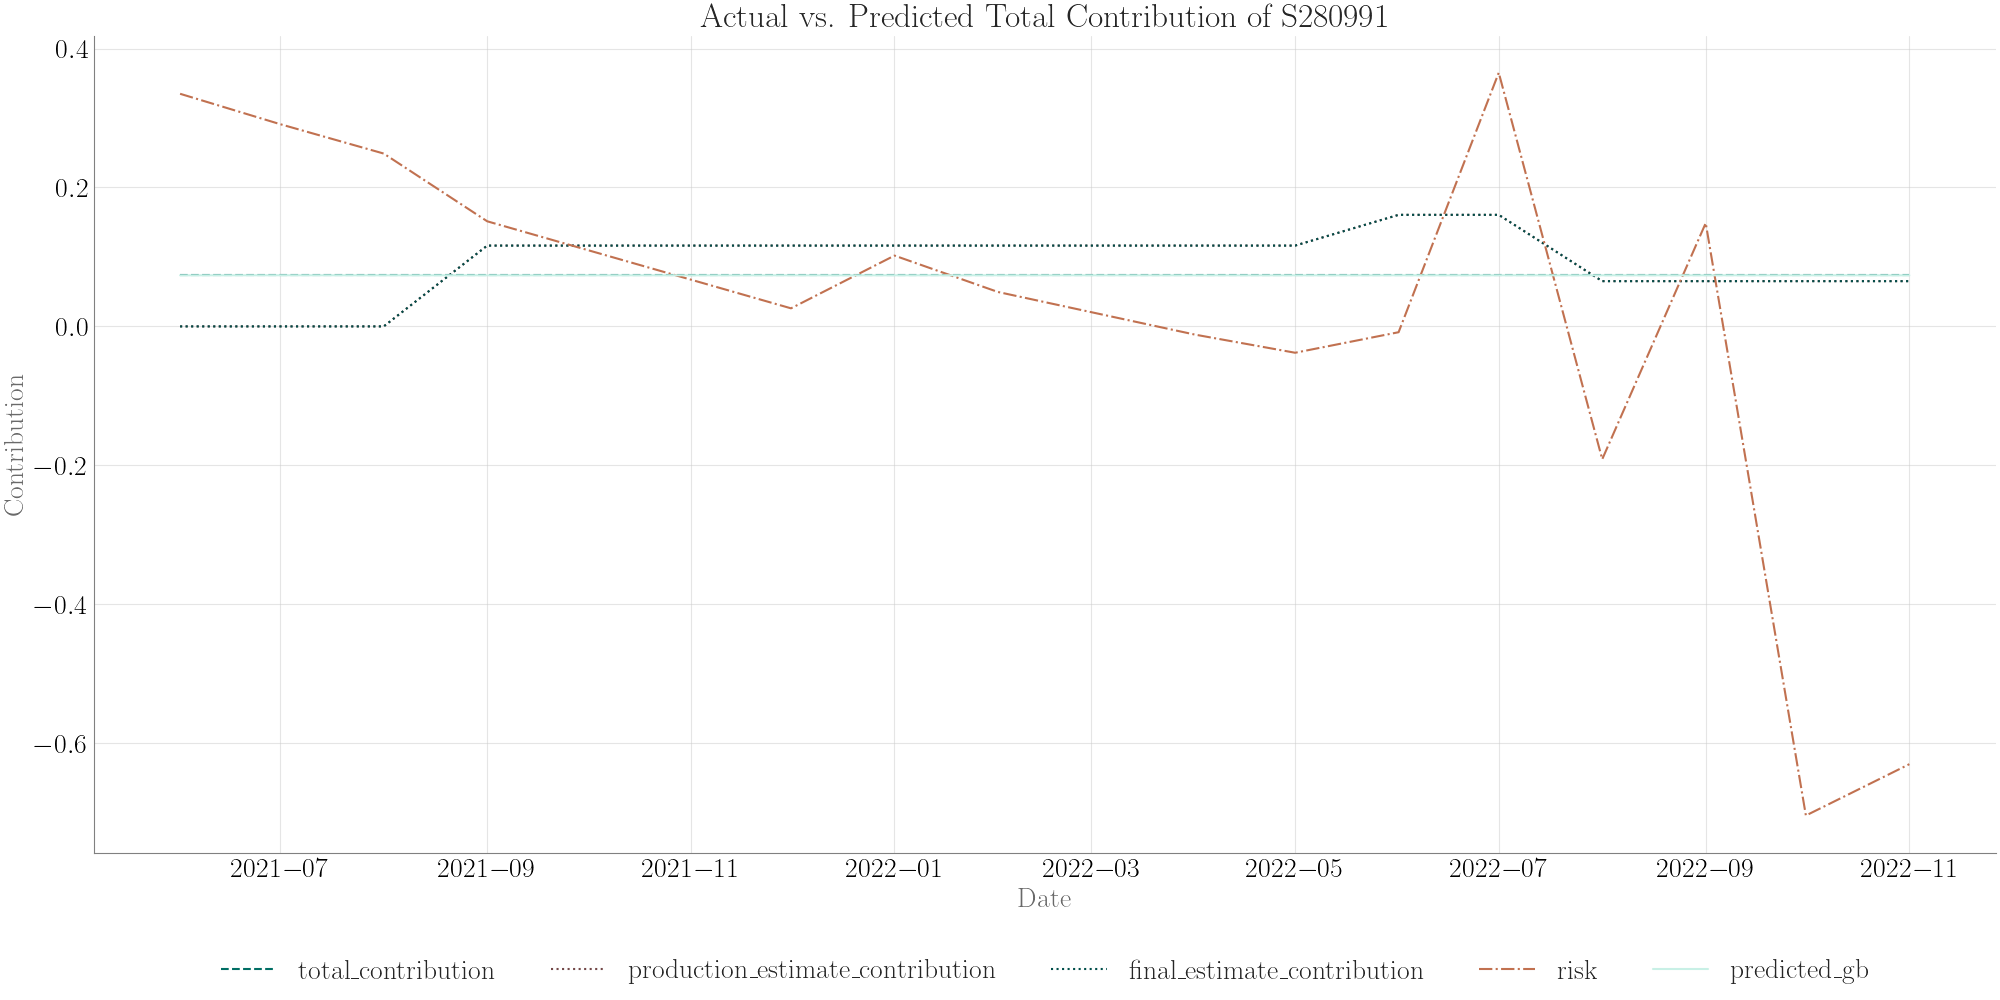 Actual vs. Predicted Total Contribution of S280991
0.4
0.2
0.0
−0.2
−0.4
−0.6
Contribution
2021−07 2021−09 2021−11 2022−01 2022−03 2022−05 2022−07 2022−09 2022−11
Date
total_contribution production_estimate_contribution final_estimate_contribution risk predicted_gb